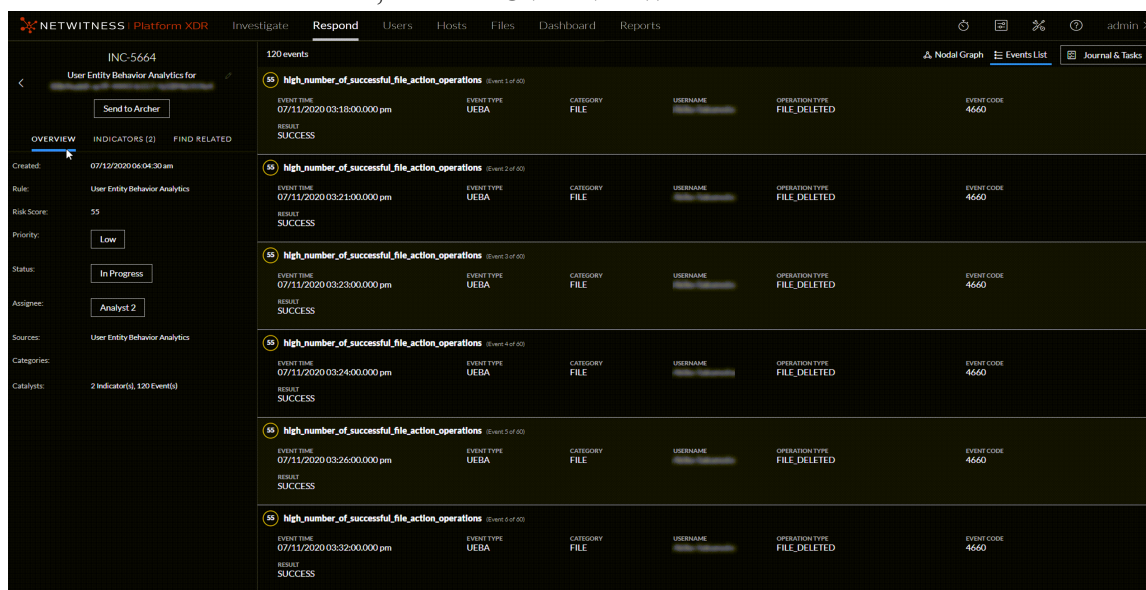 NETWITNESS | Platform XDR Investigate Respond Users Hosts Files Dashboard Reports admin
INC-5664
User Entity Behavior Analytics for
Send to Archer
OVERVIEW INDICATORS (2) FIND RELATED
Created: 07/12/2020 06:04:30 am
Rule: User Entity Behavior Analytics
Risk Score: 55
Priority: Low
Status: In Progress
Assignee: Analyst 2
Sources: User Entity Behavior Analytics
Categories:
Catalysts: 2 Indicator(s), 120 Event(s)
120 events Nodal Graph Events List Journal & Tasks
55 high_number_of_successful_file_action_operations (Event 1 of 60)
EVENT TIME EVENT TYPE CATEGORY USERNAME OPERATION TYPE EVENT CODE
07/11/2020 03:18:00.000 pm UEBA FILE FILE_DELETED 4660
RESULT
SUCCESS
55 high_number_of_successful_file_action_operations (Event 2 of 60)
EVENT TIME EVENT TYPE CATEGORY USERNAME OPERATION TYPE EVENT CODE
07/11/2020 03:21:00.000 pm UEBA FILE FILE_DELETED 4660
RESULT
SUCCESS
55 high_number_of_successful_file_action_operations (Event 3 of 60)
EVENT TIME EVENT TYPE CATEGORY USERNAME OPERATION TYPE EVENT CODE
07/11/2020 03:23:00.000 pm UEBA FILE FILE_DELETED 4660
RESULT
SUCCESS
55 high_number_of_successful_file_action_operations (Event 4 of 60)
EVENT TIME EVENT TYPE CATEGORY USERNAME OPERATION TYPE EVENT CODE
07/11/2020 03:24:00.000 pm UEBA FILE FILE_DELETED 4660
RESULT
SUCCESS
55 high_number_of_successful_file_action_operations (Event 5 of 60)
EVENT TIME EVENT TYPE CATEGORY USERNAME OPERATION TYPE EVENT CODE
07/11/2020 03:26:00.000 pm UEBA FILE FILE_DELETED 4660
RESULT
SUCCESS
55 high_number_of_successful_file_action_operations (Event 6 of 60)
EVENT TIME EVENT TYPE CATEGORY USERNAME OPERATION TYPE EVENT CODE
07/11/2020 03:32:00.000 pm UEBA FILE FILE_DELETED 4660
RESULT
SUCCESS